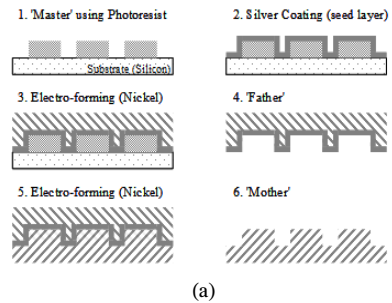 1. 'Master' using Photoresist
2. Silver Coating (seed layer)
Substrate (Silicon)
3. Electro-forming (Nickel)
4. 'Father'
5. Electro-forming (Nickel)
6. 'Mother'
(a)